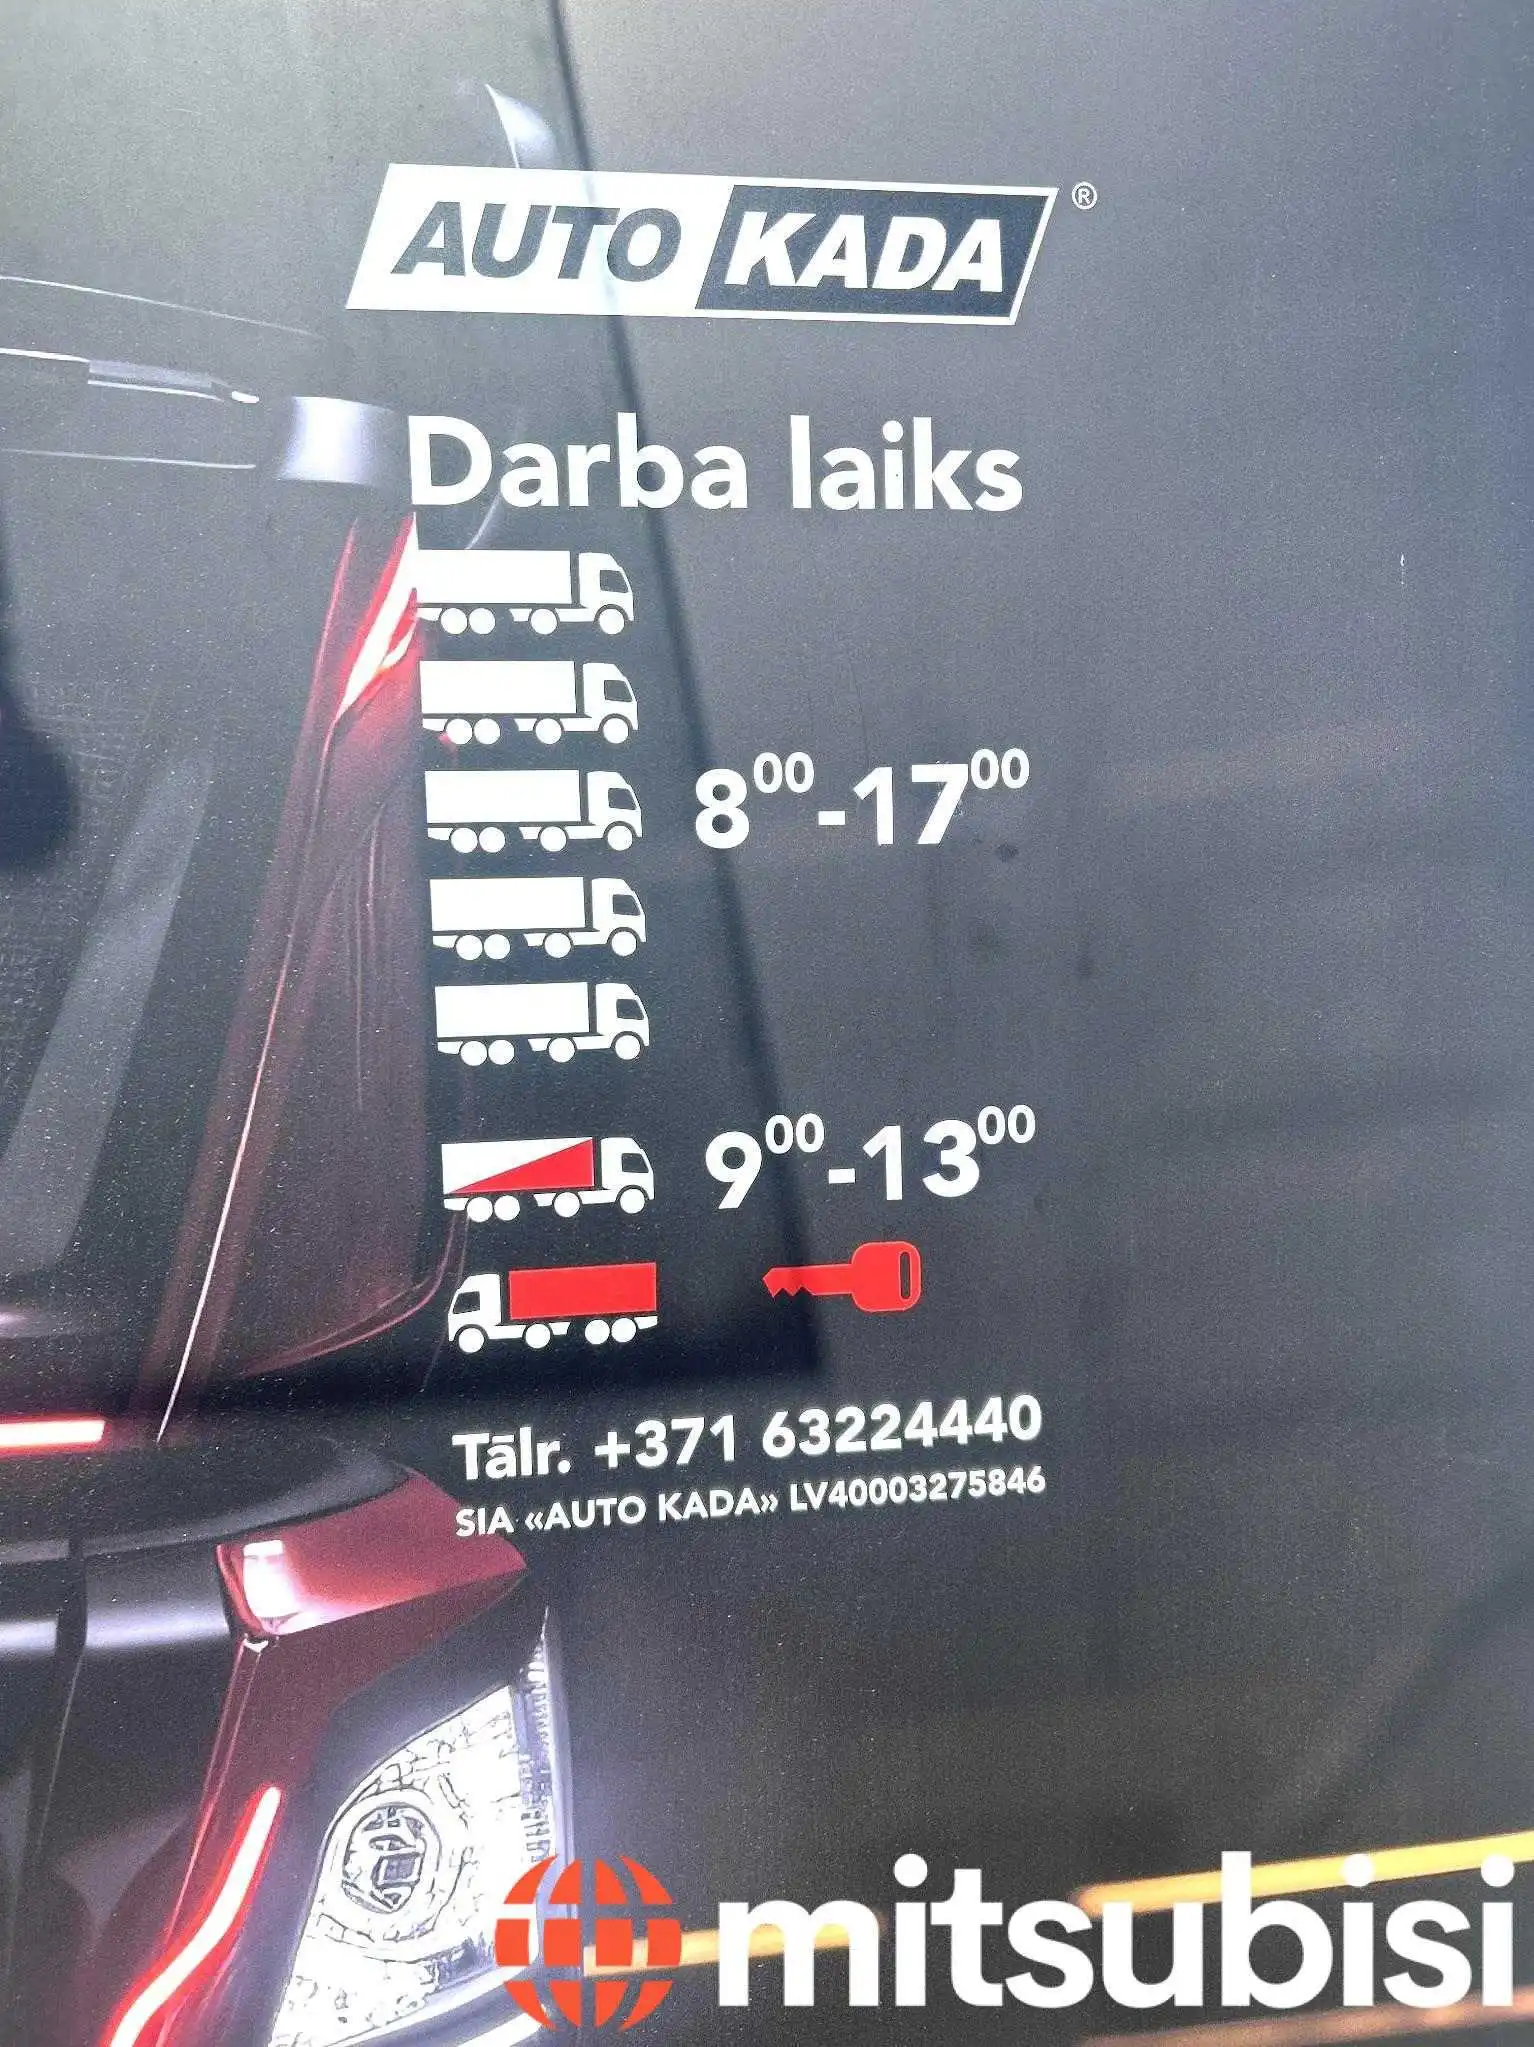 AUTO KADA ®
Darba laiks
8⁰⁰-17⁰⁰
9⁰⁰-13⁰⁰
Tālr. +371 63224440
SIA «AUTO KADA» LV40003275846
mitsubisi